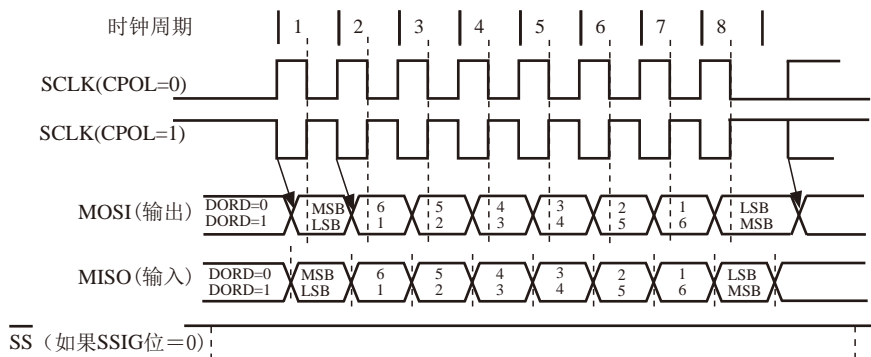 时钟周期 1 2 3 4 5 6 7 8
SCLK(CPOL=0)
SCLK(CPOL=1)
MOSI(输出)
DORD=0 MSB 6 5 4 3 2 1 LSB
DORD=1 LSB 1 2 3 4 5 6 MSB
MISO(输入)
DORD=0 MSB 6 5 4 3 2 1 LSB
DORD=1 LSB 1 2 3 4 5 6 MSB
SS（如果SSIG位＝0）